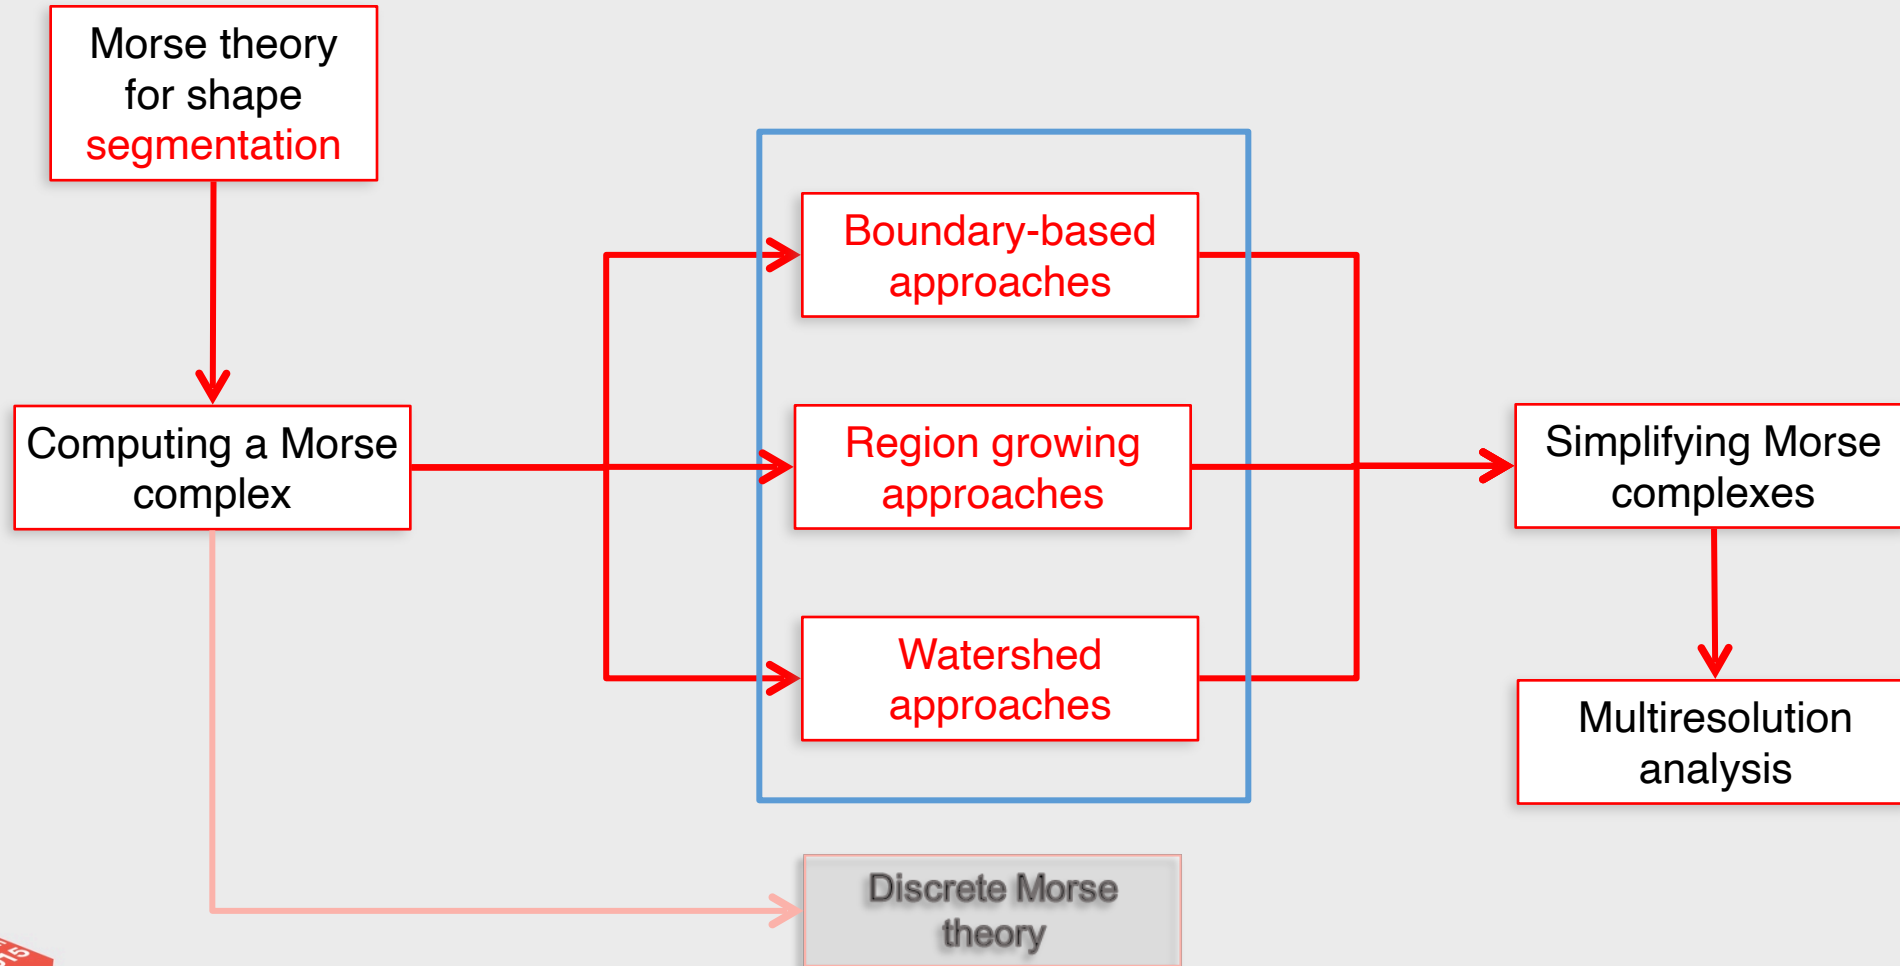 Morse theory
for shape
segmentation
Computing a Morse
complex
Boundary-based
approaches
Region growing
approaches
Watershed
approaches
Discrete Morse
theory
Simplifying Morse
complexes
Multiresolution
analysis